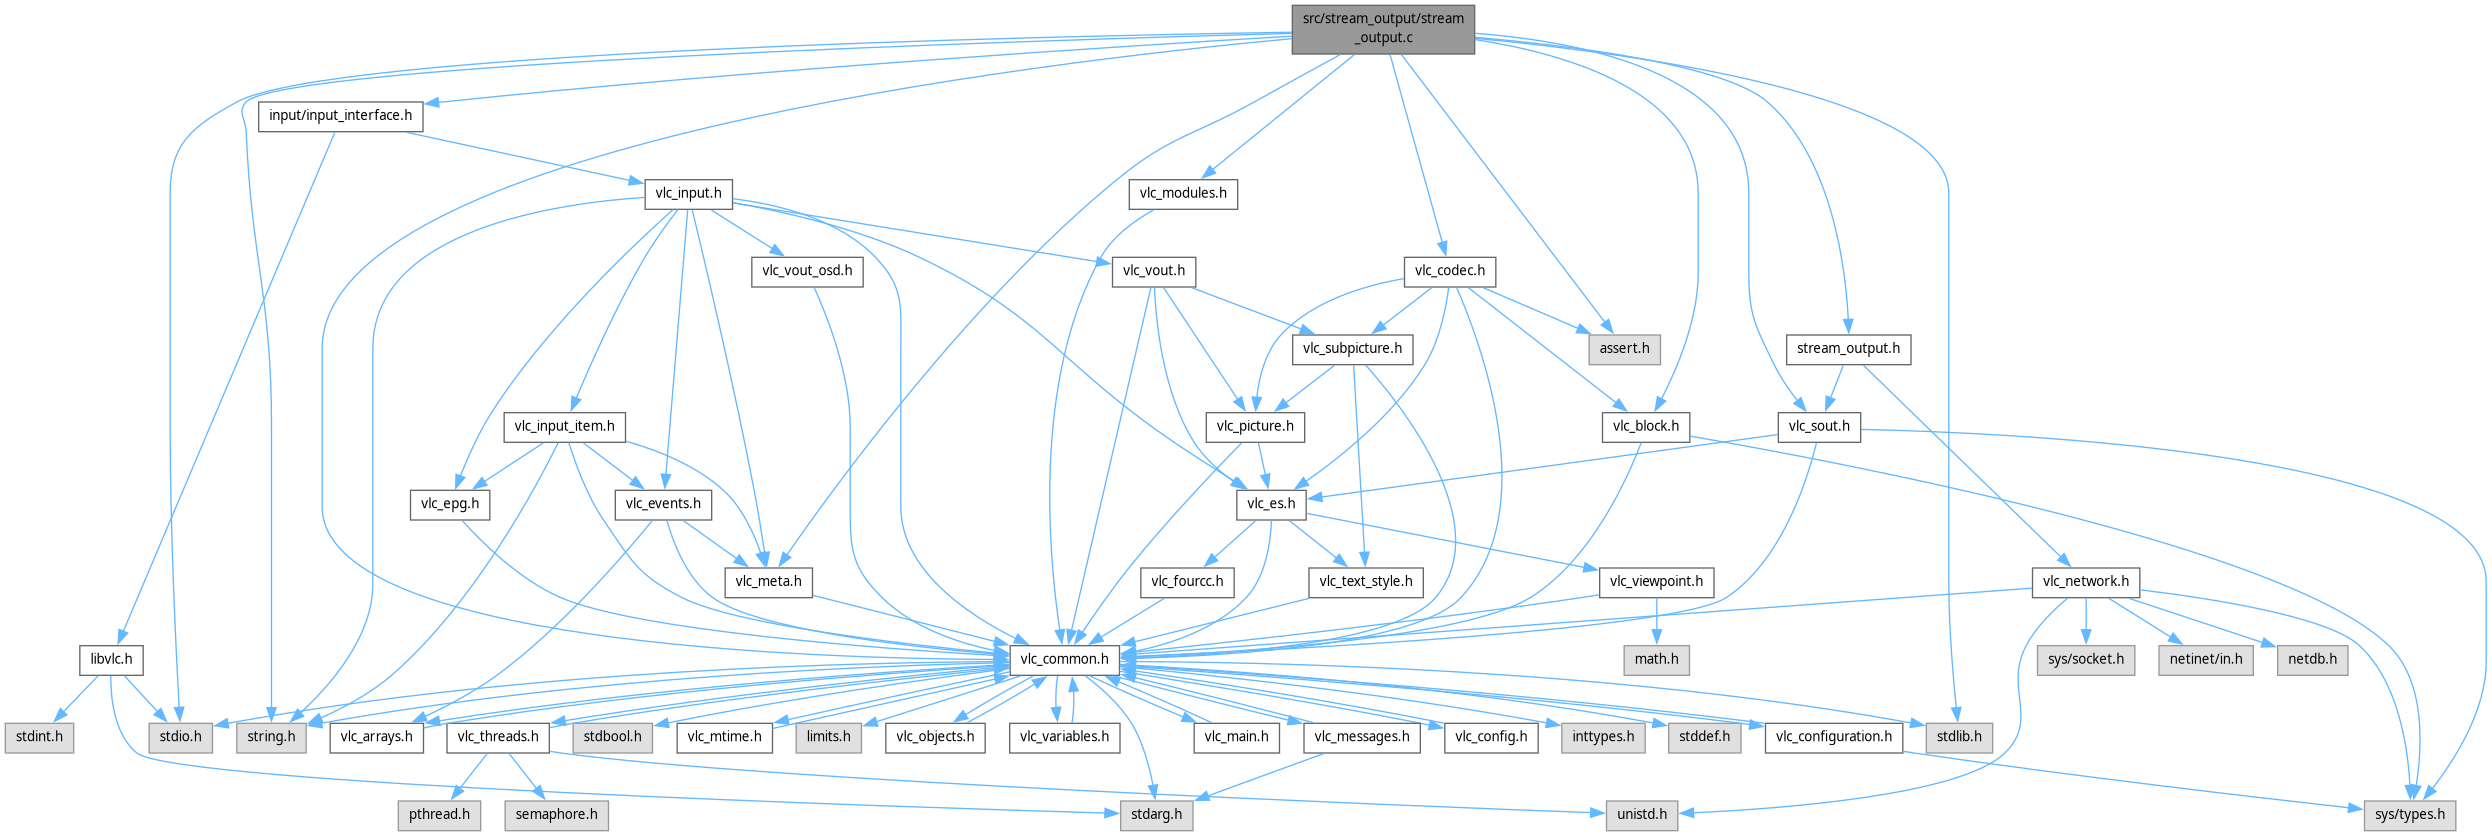 src/stream_output/stream
_output.c
input/input_interface.h
vlc_input.h
vlc_modules.h
vlc_vout_osd.h
vlc_vout.h
vlc_codec.h
vlc_subpicture.h
assert.h
stream_output.h
vlc_input_item.h
vlc_picture.h
vlc_block.h
vlc_sout.h
vlc_epg.h
vlc_events.h
vlc_es.h
vlc_meta.h
vlc_fourcc.h
vlc_text_style.h
vlc_viewpoint.h
vlc_network.h
libvlc.h
vlc_common.h
math.h
sys/socket.h
netinet/in.h
netdb.h
stdint.h
stdio.h
string.h
vlc_arrays.h
vlc_threads.h
stdbool.h
vlc_mtime.h
limits.h
vlc_objects.h
vlc_variables.h
vlc_main.h
vlc_messages.h
vlc_config.h
inttypes.h
stddef.h
vlc_configuration.h
stdlib.h
pthread.h
semaphore.h
stdarg.h
unistd.h
sys/types.h